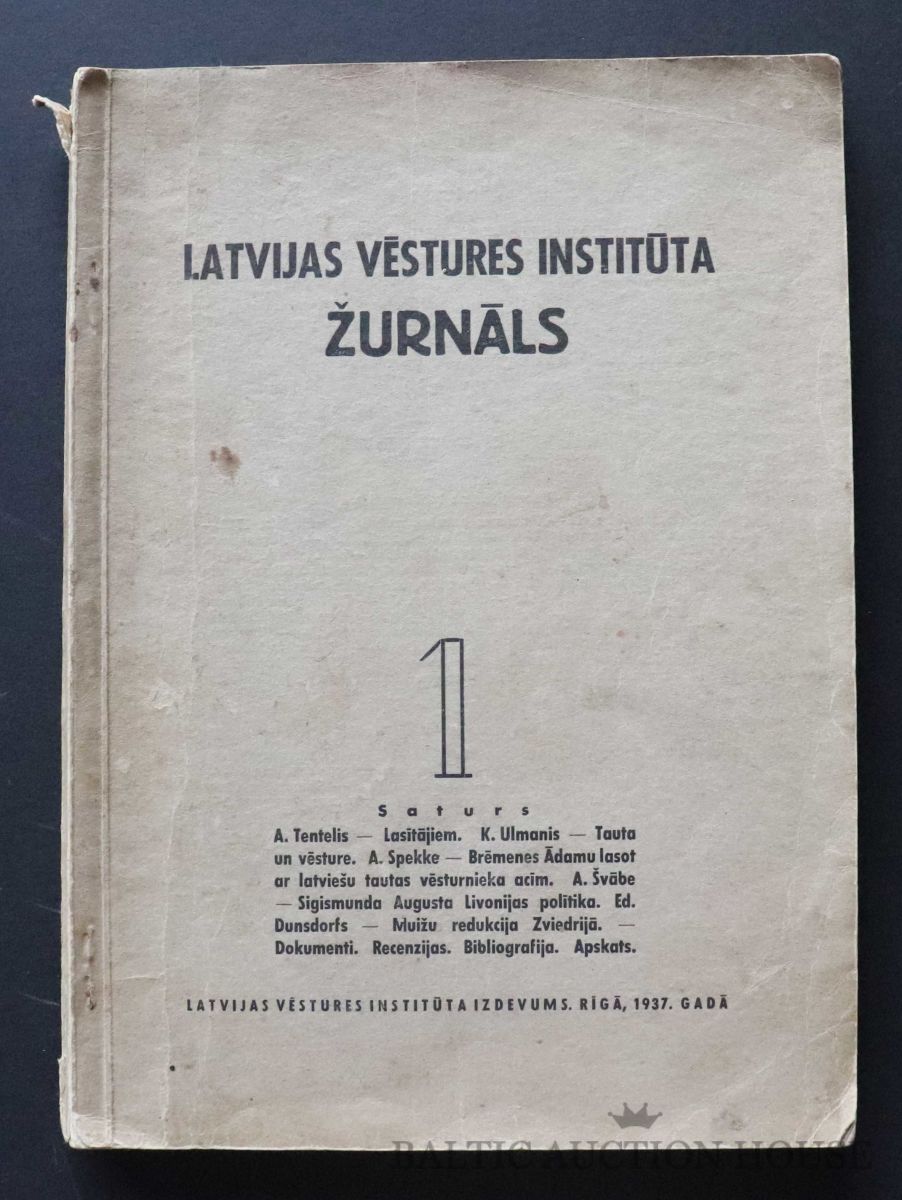 LATVIJAS VĒSTURES INSTITŪTA
ŽURNĀLS
1
Saturs
A. Tentelis — Lasītājiem. K. Ulmanis — Tauta
un vēsture. A. Spekke — Brēmenes Ādamu lasot
ar latviešu tautas vēsturnieka acīm. A. Švābe
— Sigismunda Augusta Livonijas polītika. Ed.
Dunsdorfs — Muižu redukcija Zviedrijā. —
Dokumenti. Recenzijas. Bibliografija. Apskats.
LATVIJAS VĒSTURES INSTITŪTA IZDEVUMS. RĪGĀ, 1937. GADĀ
BALTIC AUCTION HOUSE